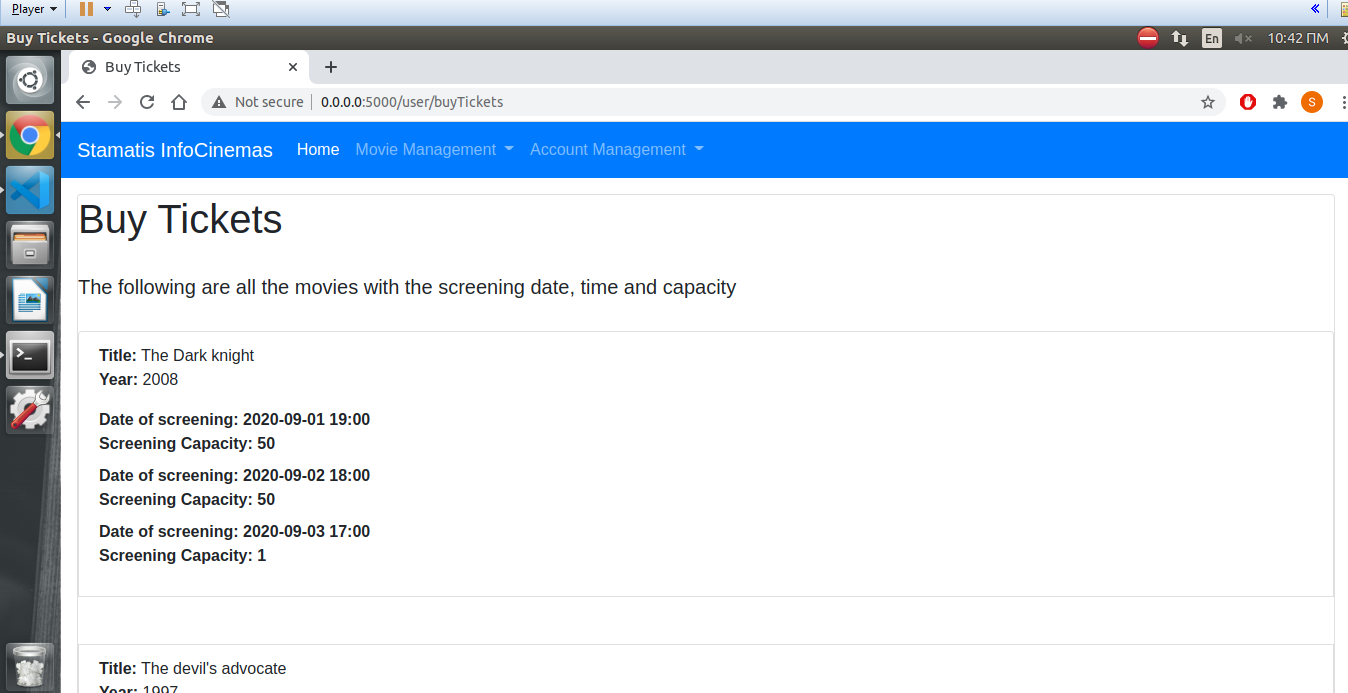 Player
Buy Tickets - Google Chrome
En
10:42 ΠΜ
Buy Tickets
Not secure
0.0.0.0:5000/user/buyTickets
S
Stamatis InfoCinemas
Home
Movie Management
Account Management
Buy Tickets
The following are all the movies with the screening date, time and capacity
Title: The Dark knight
Year: 2008
Date of screening: 2020-09-01 19:00
Screening Capacity: 50
Date of screening: 2020-09-02 18:00
Screening Capacity: 50
Date of screening: 2020-09-03 17:00
Screening Capacity: 1
Title: The devil's advocate
Year: 1997